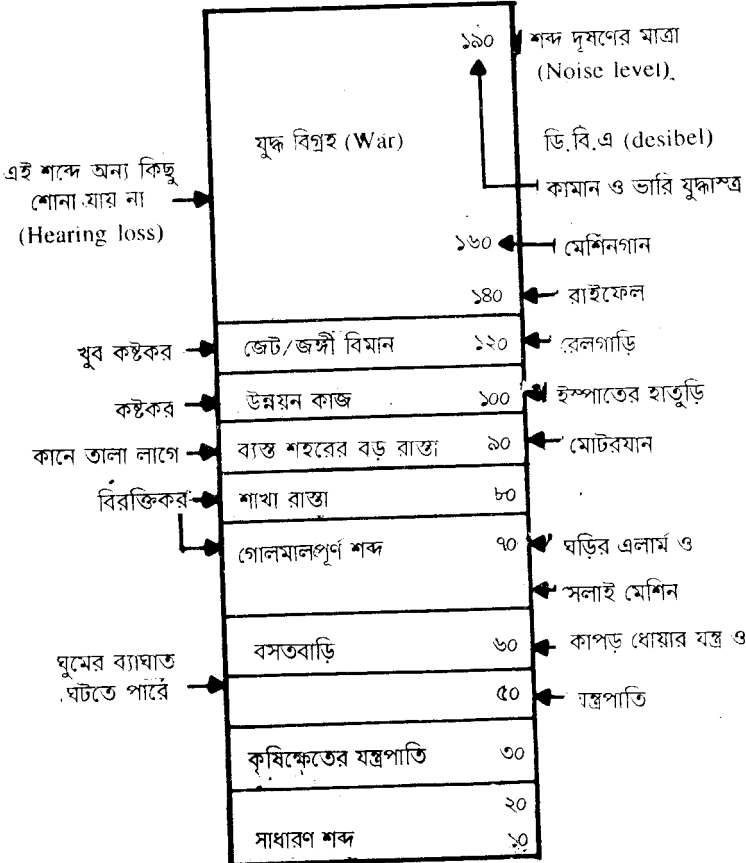 ১৯০
শব্দ দূষণের মাত্রা
(Noise level)
যুদ্ধ বিগ্রহ (War)
ডি.বি.এ (desibel)
এই শব্দে অন্য কিছু
শোনা যায় না
(Hearing loss)
কামান ও ভারি যুদ্ধাস্ত্র
১৬০
মেশিনগান
১৪০
রাইফেল
খুব কষ্টকর
জেট/জঙ্গী বিমান
১২০
রেলগাড়ি
কষ্টকর
উন্নয়ন কাজ
১০০
ইস্পাতের হাতুড়ি
কানে তালা লাগে
ব্যস্ত শহরের বড় রাস্তা
৯০
মোটরযান
বিরক্তিকর
শাখা রাস্তা
৮০
গোলমালপূর্ণ শব্দ
৭০
ঘড়ির এলার্ম ও
সলাই মেশিন
ঘুমের ব্যাঘাত
ঘটতে পারে
বসতবাড়ি
৬০
কাপড় ধোয়ার যন্ত্র ও
৫০
যন্ত্রপাতি
কৃষিক্ষেতের যন্ত্রপাতি
৩০
২০
সাধারণ শব্দ
১০